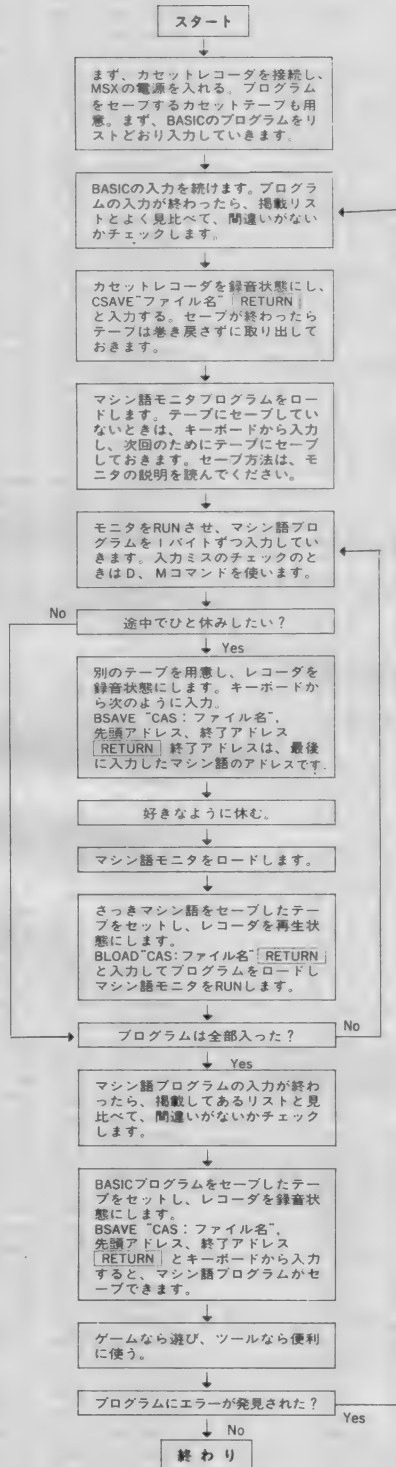 スタート
まず、カセットレコーダを接続し、
MSXの電源を入れる。プログラム
をセーブするカセットテープも用
意。まず、BASICのプログラムをリ
ストどおり入力していきます。
BASICの入力を続けます。プログラ
ムの入力が終わったら、掲載リス
トとよく見比べて、間違いがない
かチェックします。
カセットレコーダを録音状態にし、
CSAVE"ファイル名" RETURN
と入力する。セーブが終わったら
テープは巻き戻さずに取り出して
おきます。
マシン語モニタプログラムをロー
ドします。テープにセーブしてい
ないときは、キーボードから入力
し、次回のためにテープにセーブ
しておきます。セーブ方法は、モ
ニタの説明を読んでください。
モニタをRUNさせ、マシン語プロ
グラムを1バイトずつ入力してい
きます。入力ミスのチェックのと
きはD、Mコマンドを使います。
No
途中でひと休みしたい?
Yes
別のテープを用意し、レコーダを
録音状態にします。キーボードか
ら次のように入力。
BSAVE "CAS:ファイル名",
先頭アドレス、終了アドレス
RETURN 終了アドレスは、最後
に入力したマシン語のアドレスです.
好きなように休む。
マシン語モニタをロードします。
さっきマシン語をセーブしたテー
プをセットし、レコーダを再生状
態にします。
BLOAD"CAS:ファイル名" RETURN
と入力してプログラムをロードし
マシン語モニタをRUNします。
プログラムは全部入った?
No
Yes
マシン語プログラムの入力が終わ
ったら、掲載してあるリストと見
比べて、間違いがないかチェック
します。
BASICプログラムをセーブしたテー
プをセットし、レコーダを録音状
態にします。
BSAVE "CAS:ファイル名",
先頭アドレス、終了アドレス
RETURN とキーボードから入力
すると、マシン語プログラムがセ
ーブできます。
ゲームなら遊び、ツールなら便利
に使う。
プログラムにエラーが発見された?
Yes
No
終わり